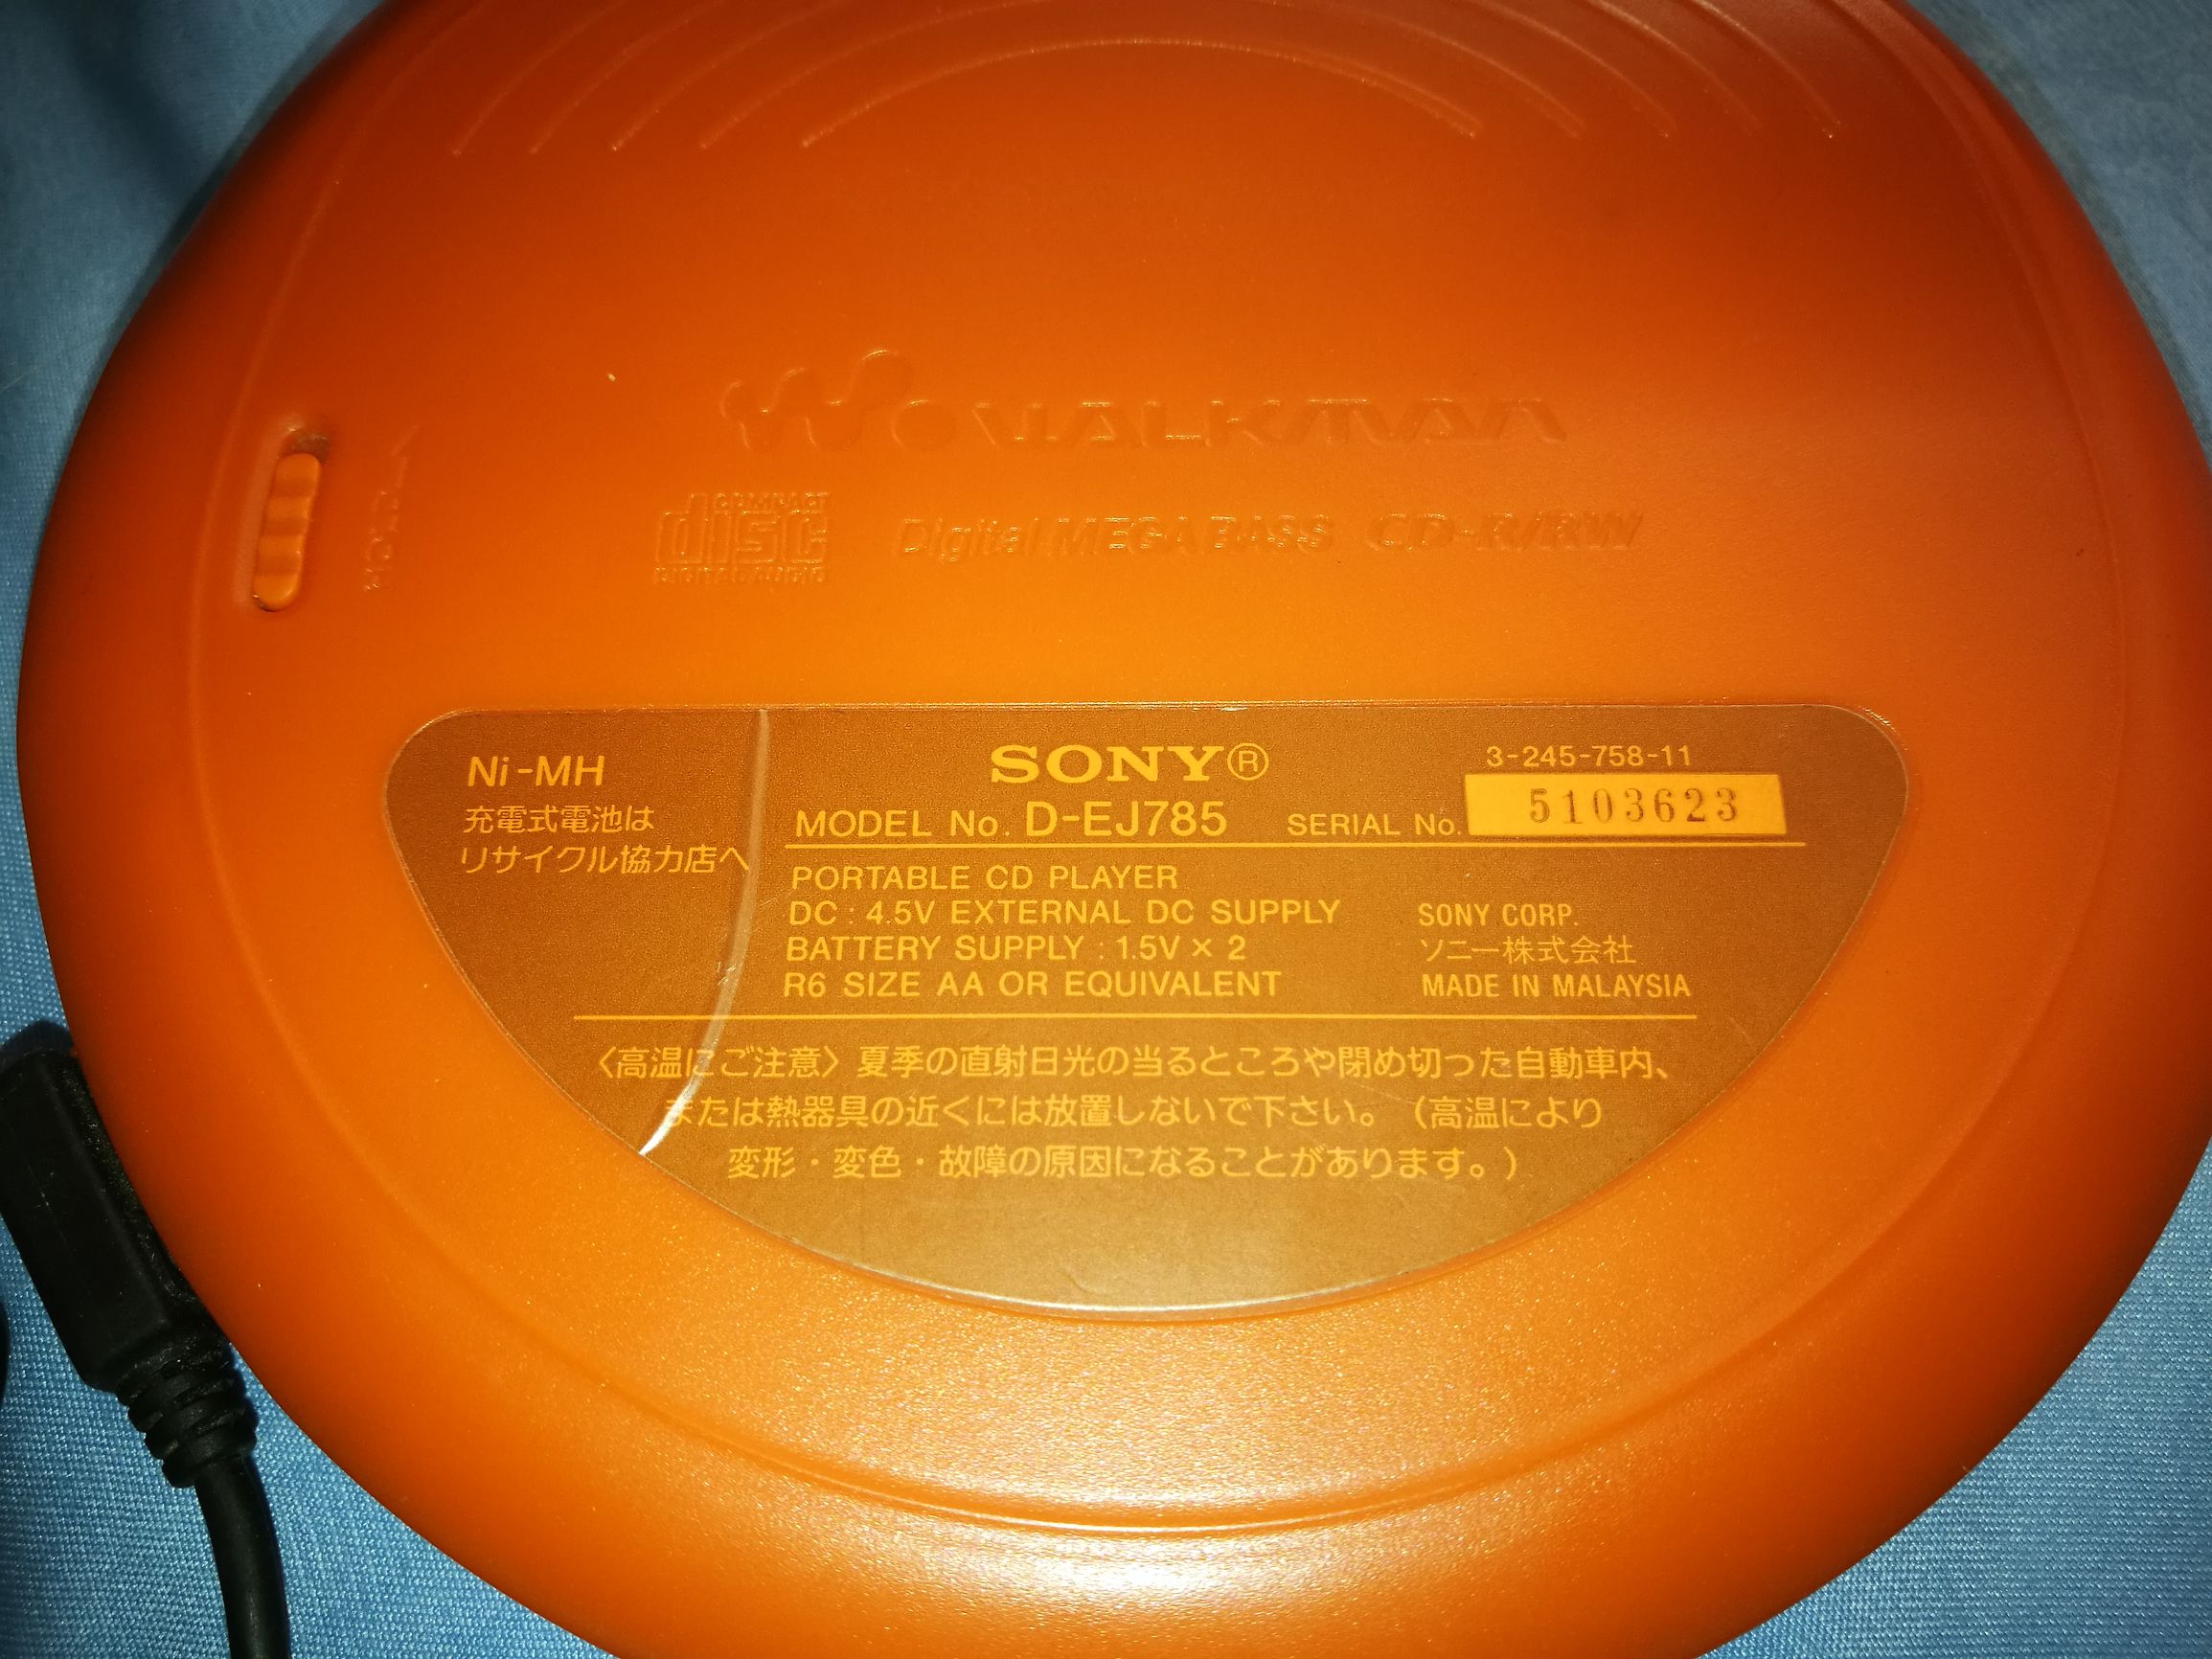 WALKMAN
COMPACT
disc
DIGITAL AUDIO
Digital MEGABASS CD-R/RW
Ni-MH
充電式電池は
リサイクル協力店へ
SONY®
3-245-758-11
MODEL No. D-EJ785 SERIAL No. 5103623
PORTABLE CD PLAYER
DC : 4.5V EXTERNAL DC SUPPLY
BATTERY SUPPLY : 1.5V × 2
R6 SIZE AA OR EQUIVALENT
SONY CORP.
ソニー株式会社
MADE IN MALAYSIA
〈高温にご注意〉夏季の直射日光の当るところや閉め切った自動車内、
または熱器具の近くには放置しないで下さい。(高温により
変形・変色・故障の原因になることがあります。)